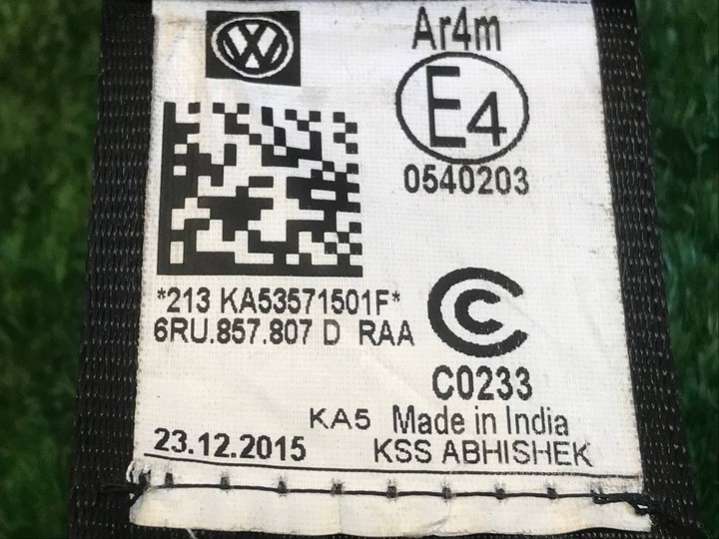 VW
Ar4m
E4
0540203
*213 KA53571501F*
6RU.857.807 D RAA
C
C0233
KA5 Made in India
23.12.2015 KSS ABHISHEK